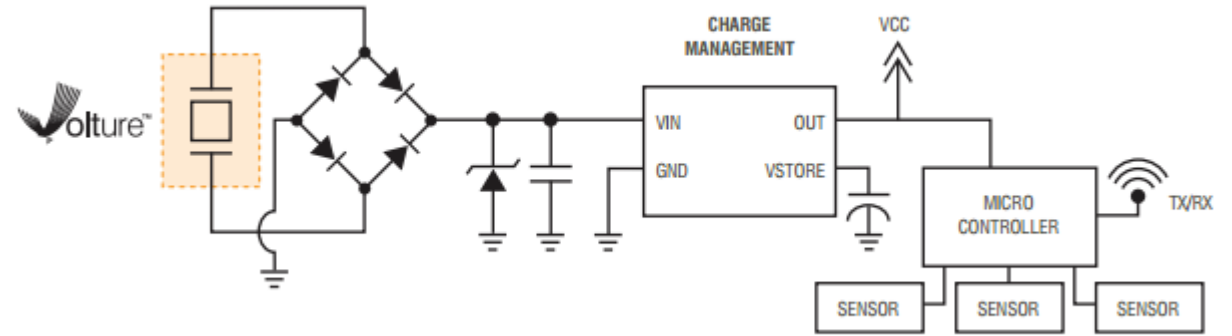 Volture™
CHARGE
MANAGEMENT
VCC
VIN
OUT
GND
VSTORE
MICRO
CONTROLLER
TX/RX
SENSOR
SENSOR
SENSOR